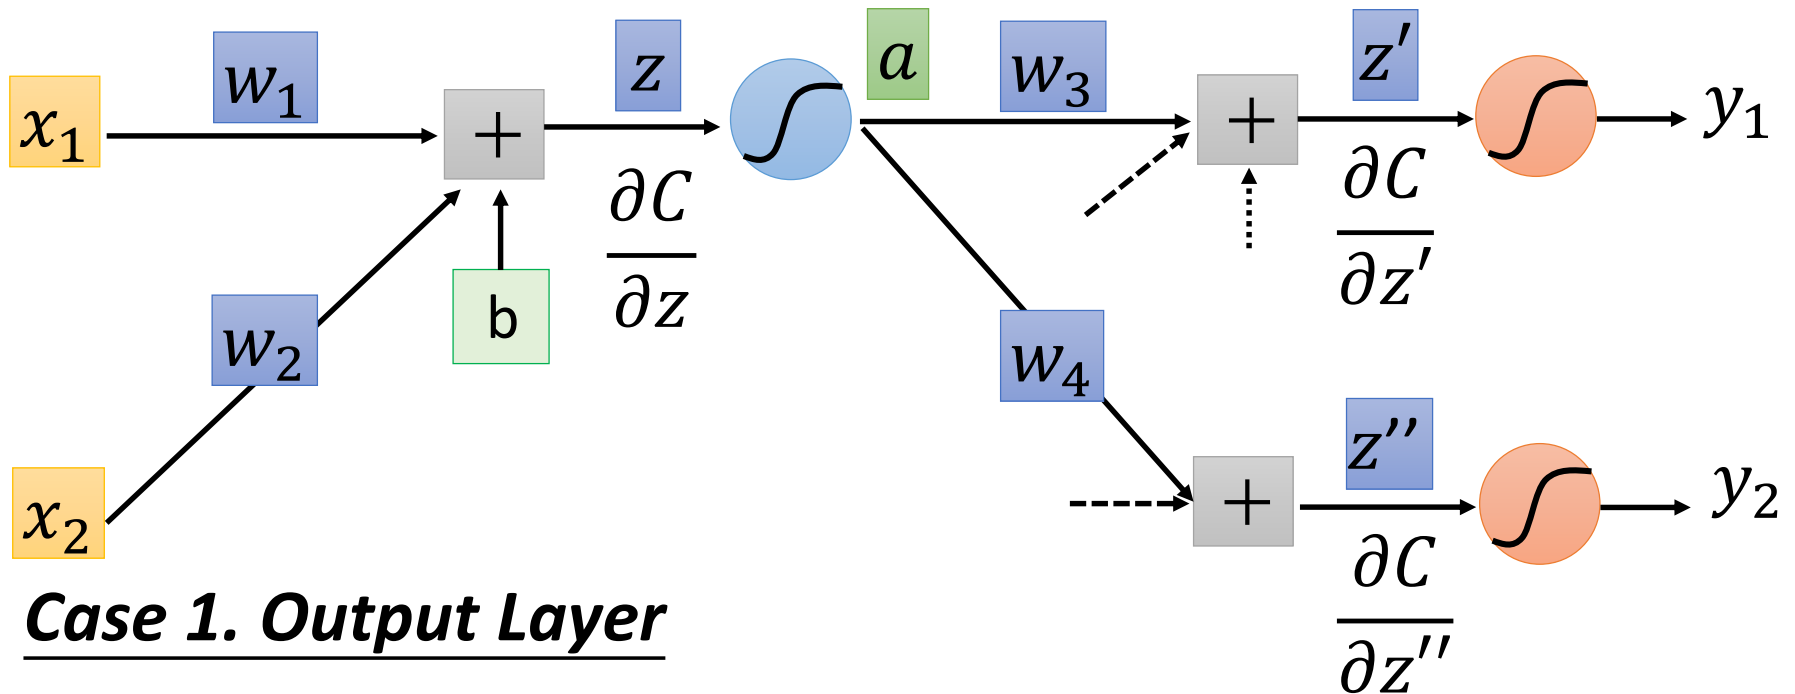 x₁
w₁
+
z
a
w₃
+
z′
y₁
∂C
∂z
∂C
∂z′
w₂
b
w₄
x₂
+
z′′
y₂
∂C
∂z′′
Case 1. Output Layer